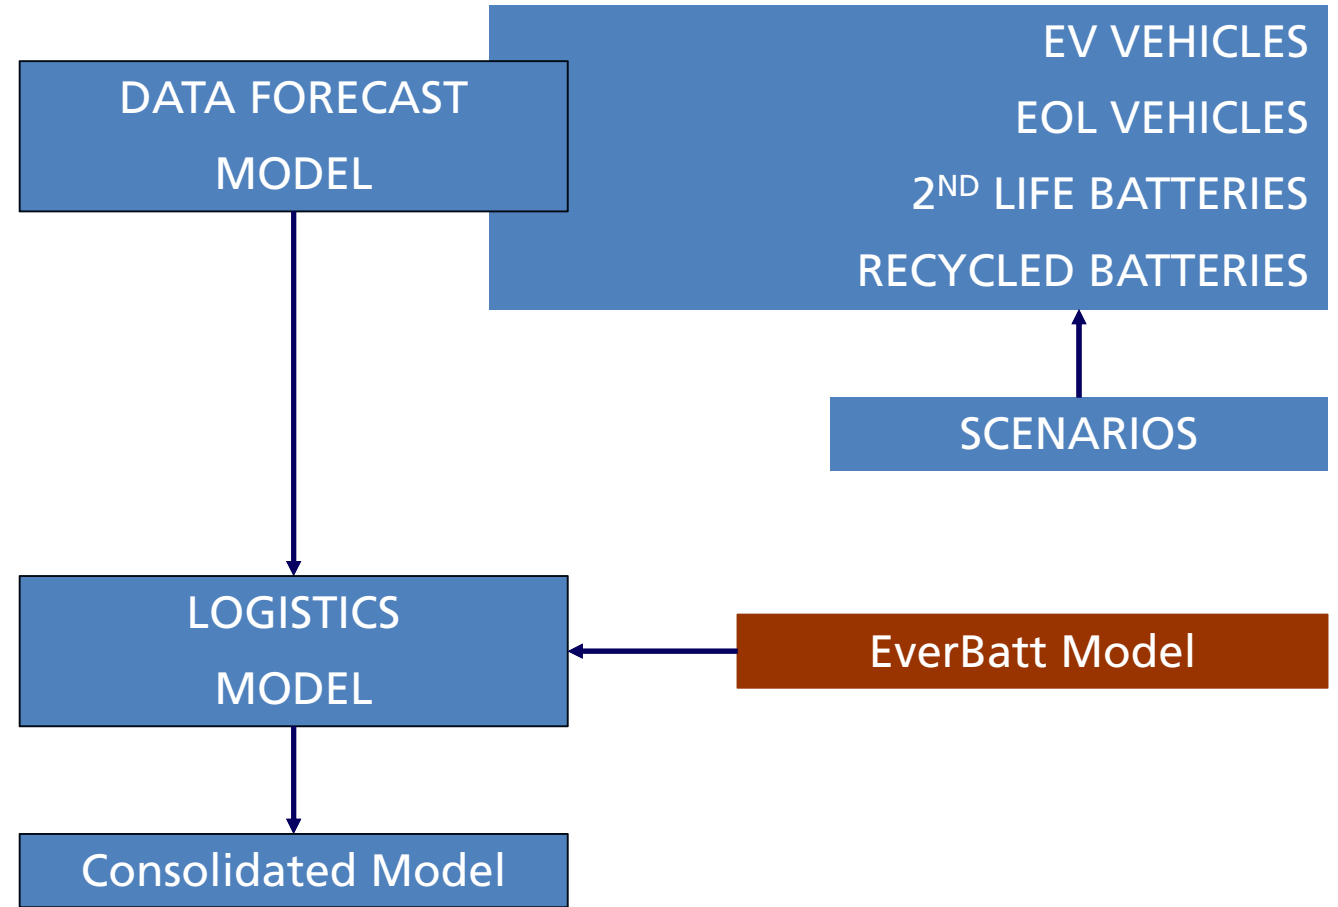 DATA FORECAST
MODEL
EV VEHICLES
EOL VEHICLES
2ND LIFE BATTERIES
RECYCLED BATTERIES
SCENARIOS
LOGISTICS
MODEL
EverBatt Model
Consolidated Model